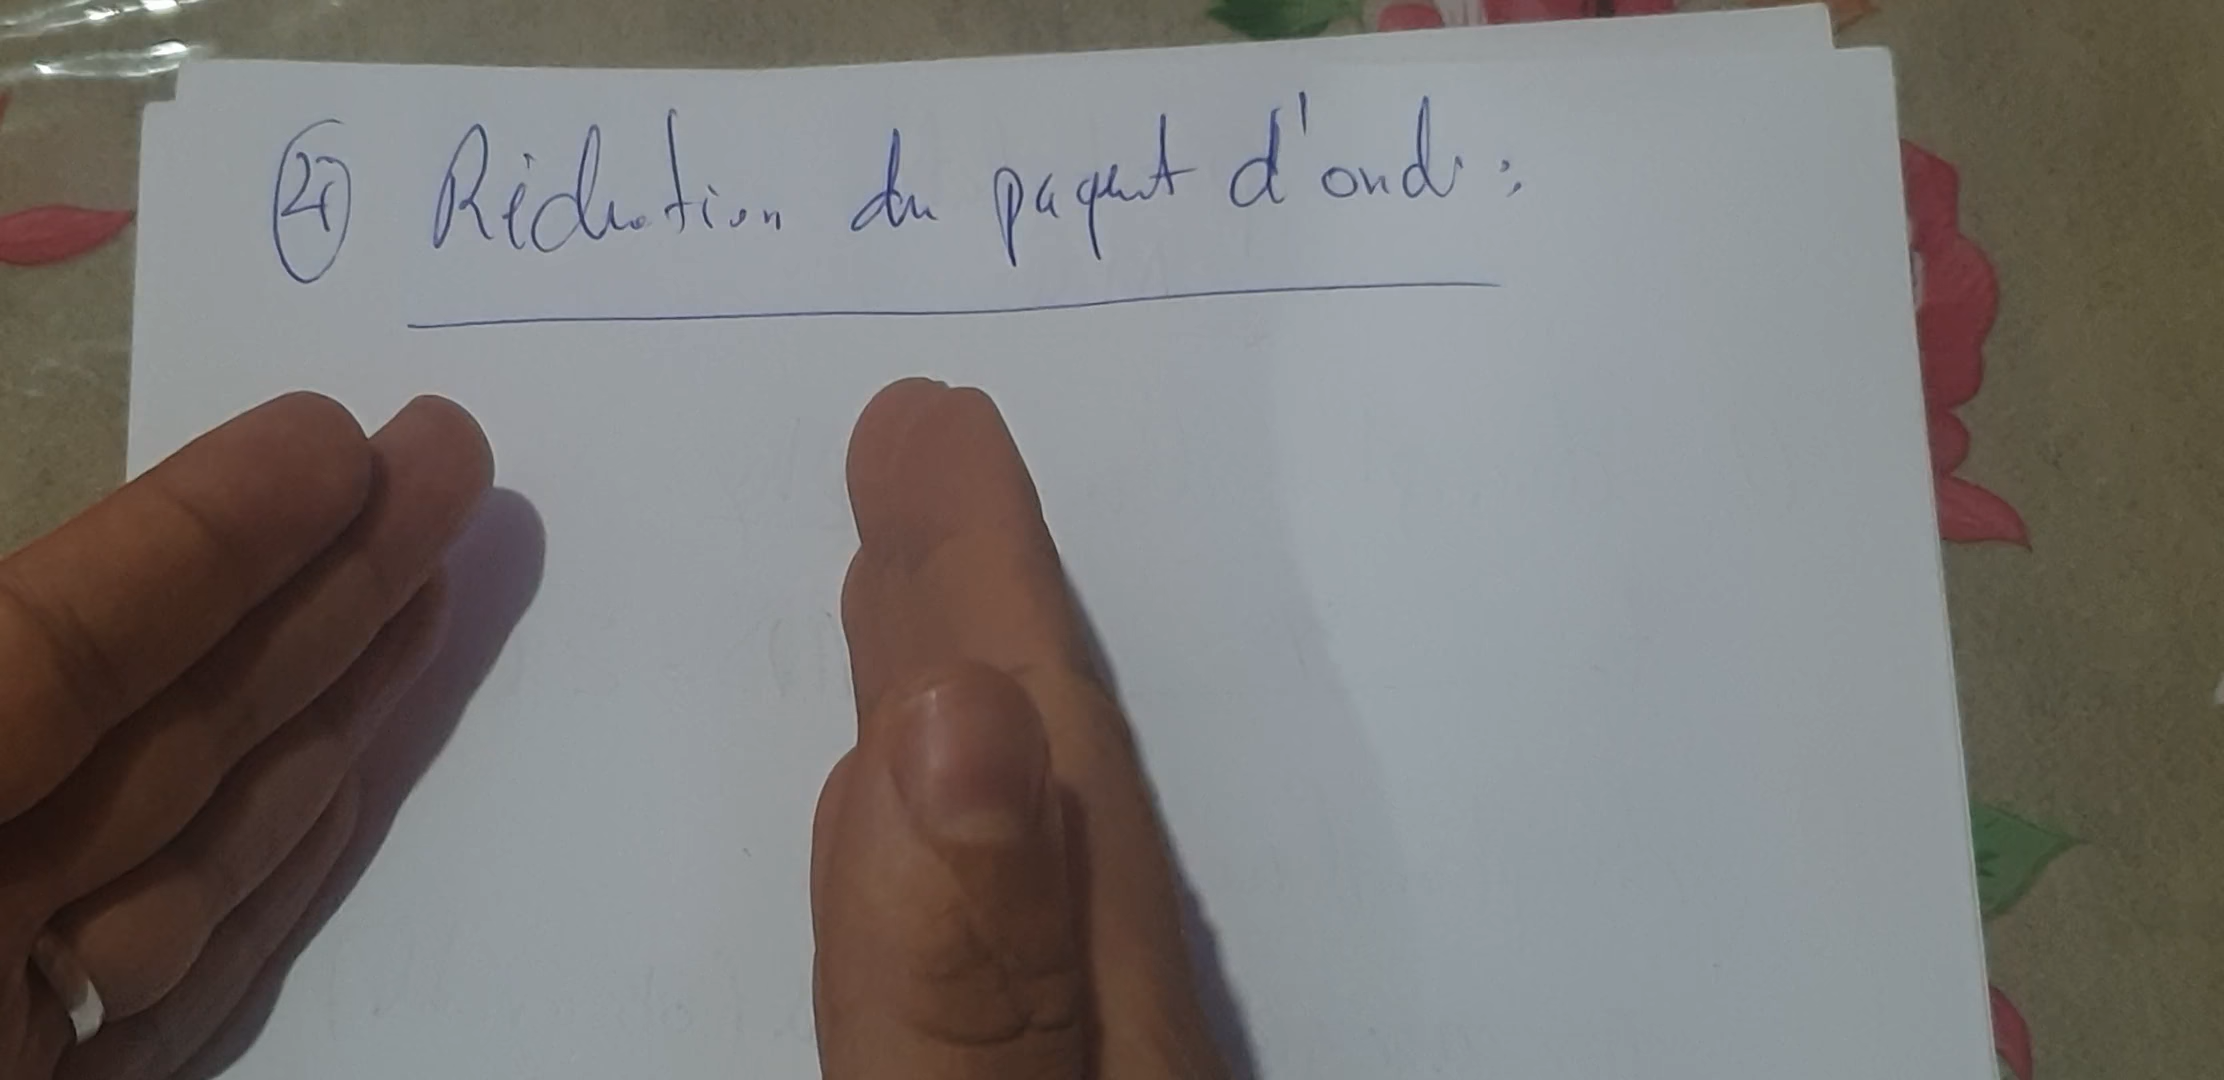 ④ Réduction du paquet d'onde :